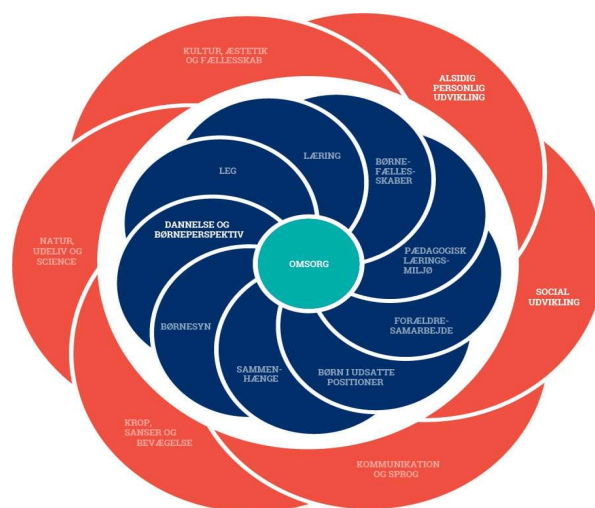 KULTUR, ÆSTETIK
OG FÆLLESSKAB
ALSIDIG
PERSONLIG
UDVIKLING
LÆRING
BØRNE-
FÆLLES-
SKABER
LEG
DANNELSE OG
BØRNEPERSPEKTIV
NATUR,
UDELIV OG
SCIENCE
OMSORG
PÆDAGOGISK
LÆRINGS-
MILJØ
SOCIAL
UDVIKLING
BØRNESYN
FORÆLDRE-
SAMARBEJDE
SAMMEN-
HÆNGE
BØRN I UDSATTE
POSITIONER
KROP,
SANSER OG
BEVÆGELSE
KOMMUNIKATION
OG SPROG